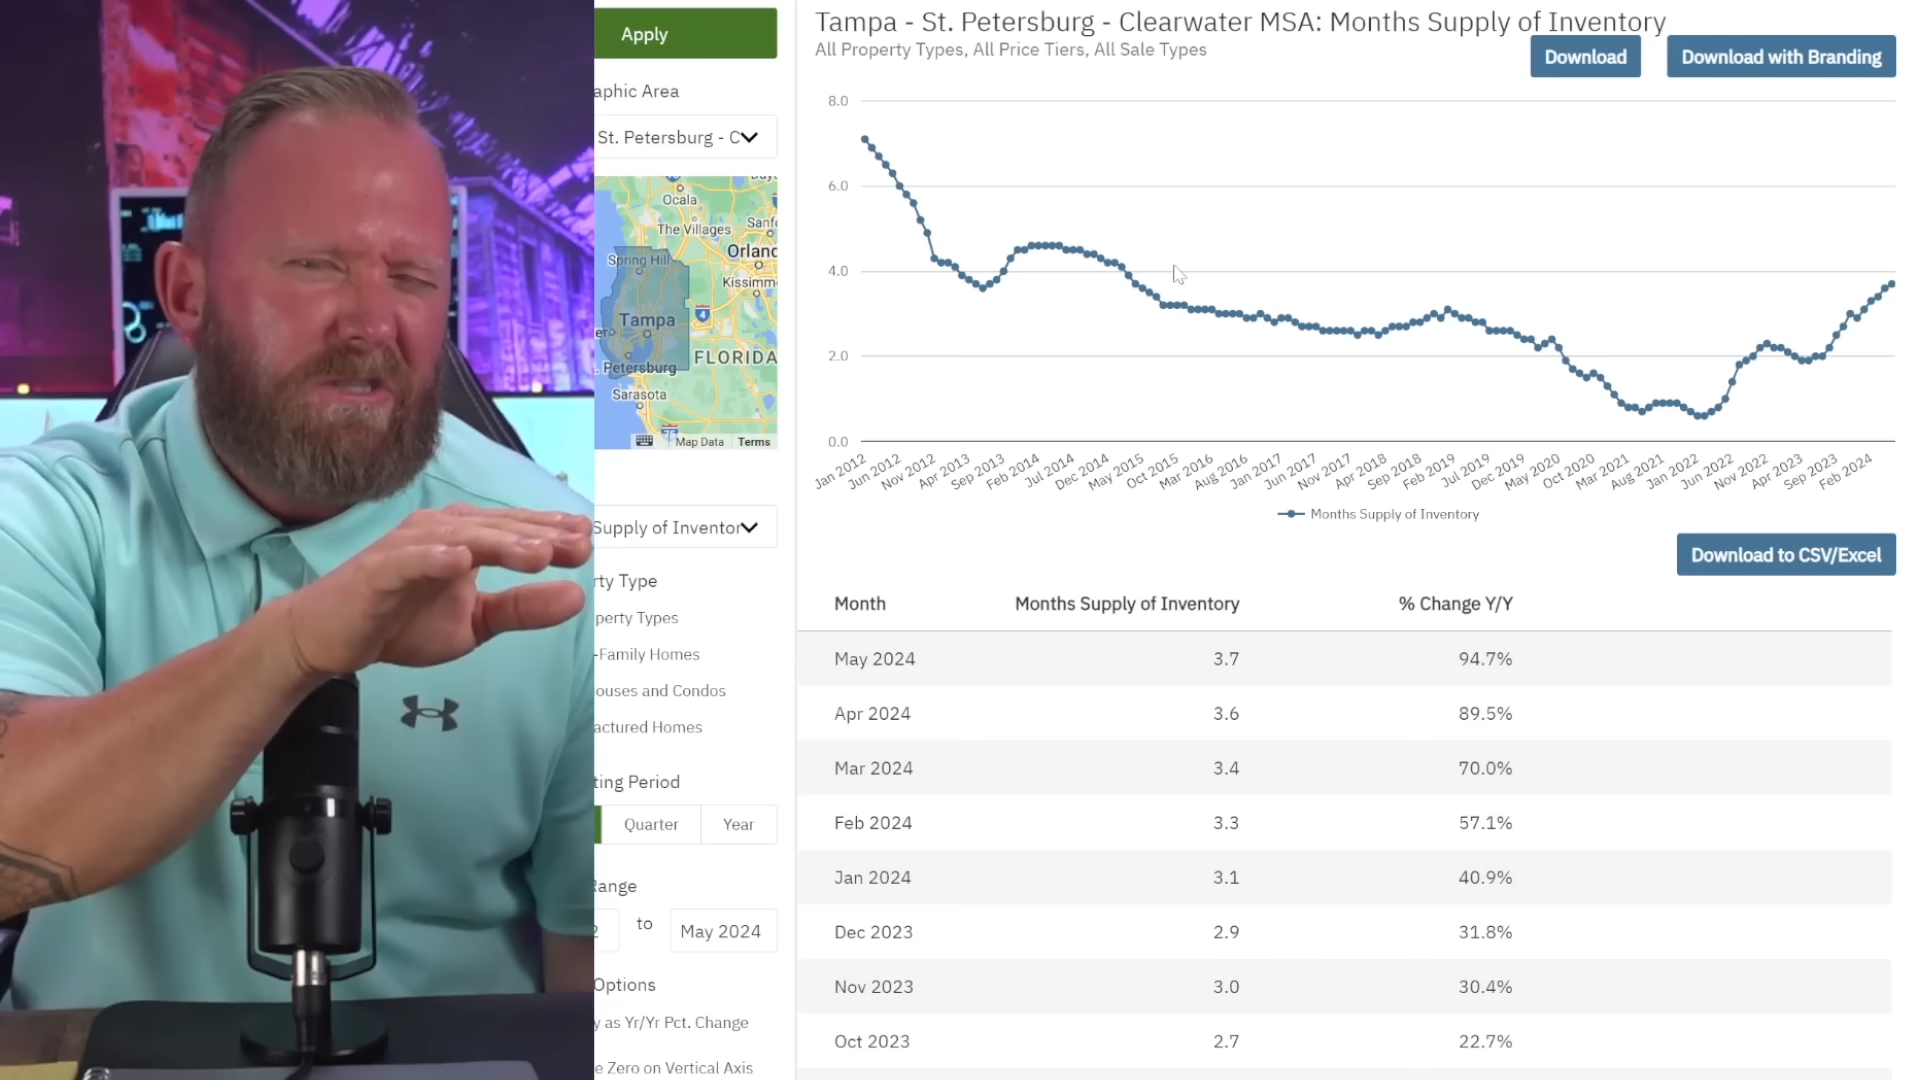 Apply
aphic Area
St. Petersburg - C
Ocala
The Villages
Sanf
Orlanc
Spring Hill
Kissimm
4
Tampa
FLORIDA
Petersburg
Sarasota
75
Map Data
Terms
Supply of Inventor
rty Type
perty Types
-Family Homes
ouses and Condos
actured Homes
ting Period
Quarter
Year
Range
2
to
May 2024
Options
y as Yr/Yr Pct. Change
e Zero on Vertical Axis
Tampa - St. Petersburg - Clearwater MSA: Months Supply of Inventory
All Property Types, All Price Tiers, All Sale Types
Download
Download with Branding
8.0
6.0
4.0
2.0
0.0
Jan 2012
Jun 2012
Nov 2012
Apr 2013
Sep 2013
Feb 2014
Jul 2014
Dec 2014
May 2015
Oct 2015
Mar 2016
Aug 2016
Jan 2017
Jun 2017
Nov 2017
Apr 2018
Sep 2018
Feb 2019
Jul 2019
Dec 2019
May 2020
Oct 2020
Mar 2021
Aug 2021
Jan 2022
Jun 2022
Nov 2022
Apr 2023
Sep 2023
Feb 2024
Months Supply of Inventory
Download to CSV/Excel
Month Months Supply of Inventory % Change Y/Y
May 2024 3.7 94.7%
Apr 2024 3.6 89.5%
Mar 2024 3.4 70.0%
Feb 2024 3.3 57.1%
Jan 2024 3.1 40.9%
Dec 2023 2.9 31.8%
Nov 2023 3.0 30.4%
Oct 2023 2.7 22.7%